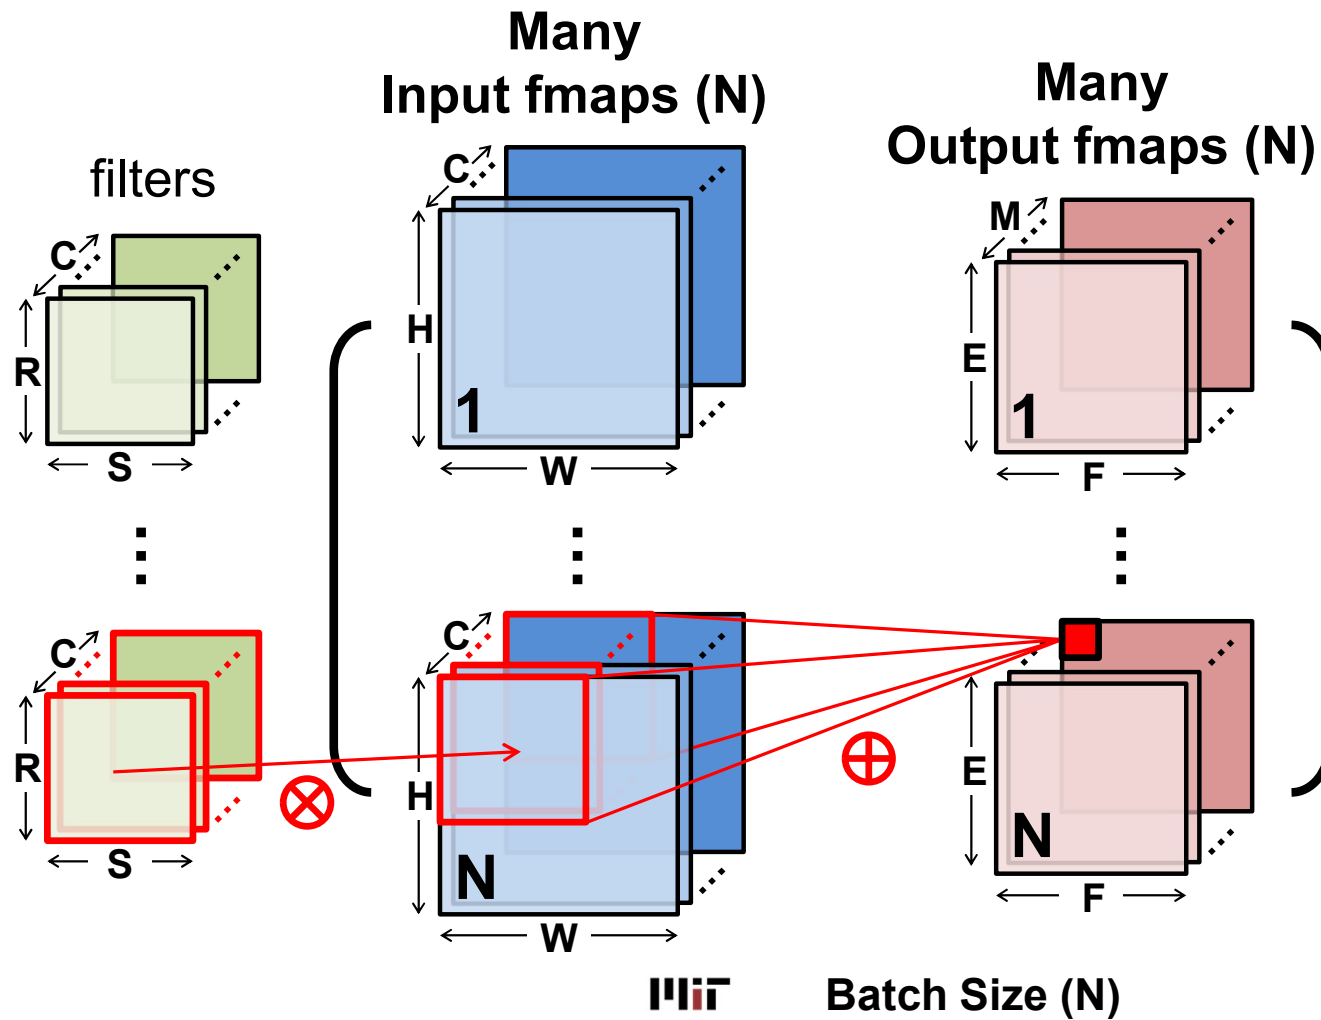 Many
Input fmaps (N)
Many
Output fmaps (N)
filters
C
R
S
C
H
1
W
M
E
1
F
C
R
S
C
H
N
W
E
N
F
MiT
Batch Size (N)